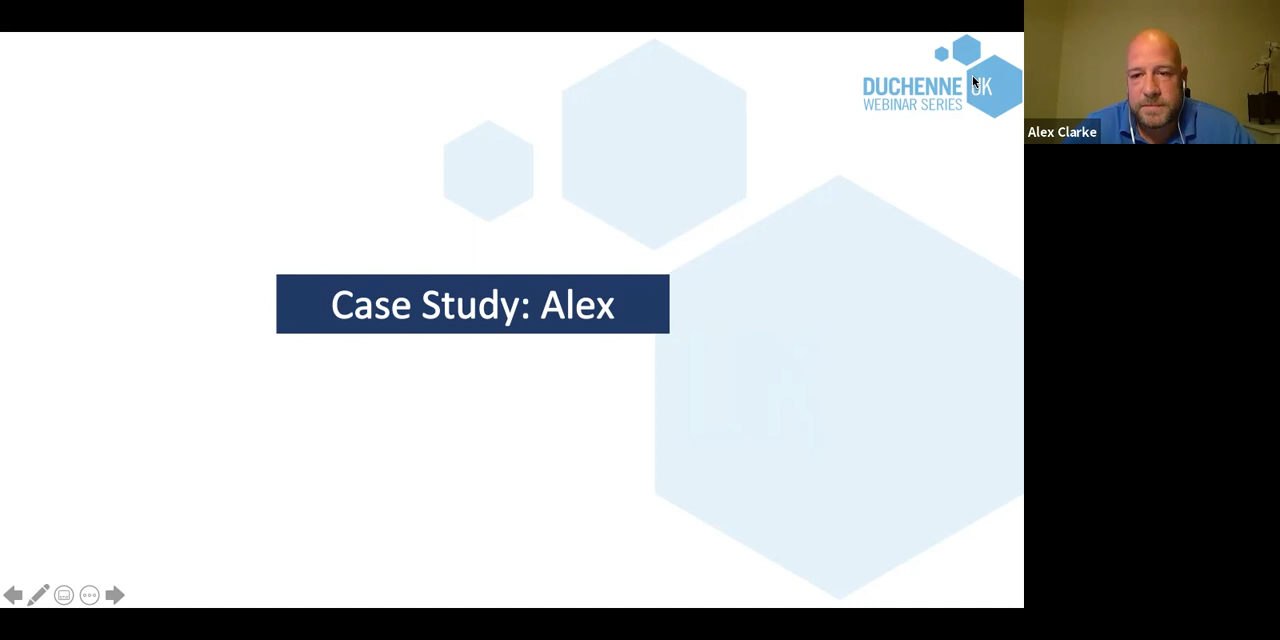 DUCHENNE UK
WEBINAR SERIES
Alex Clarke
Case Study: Alex